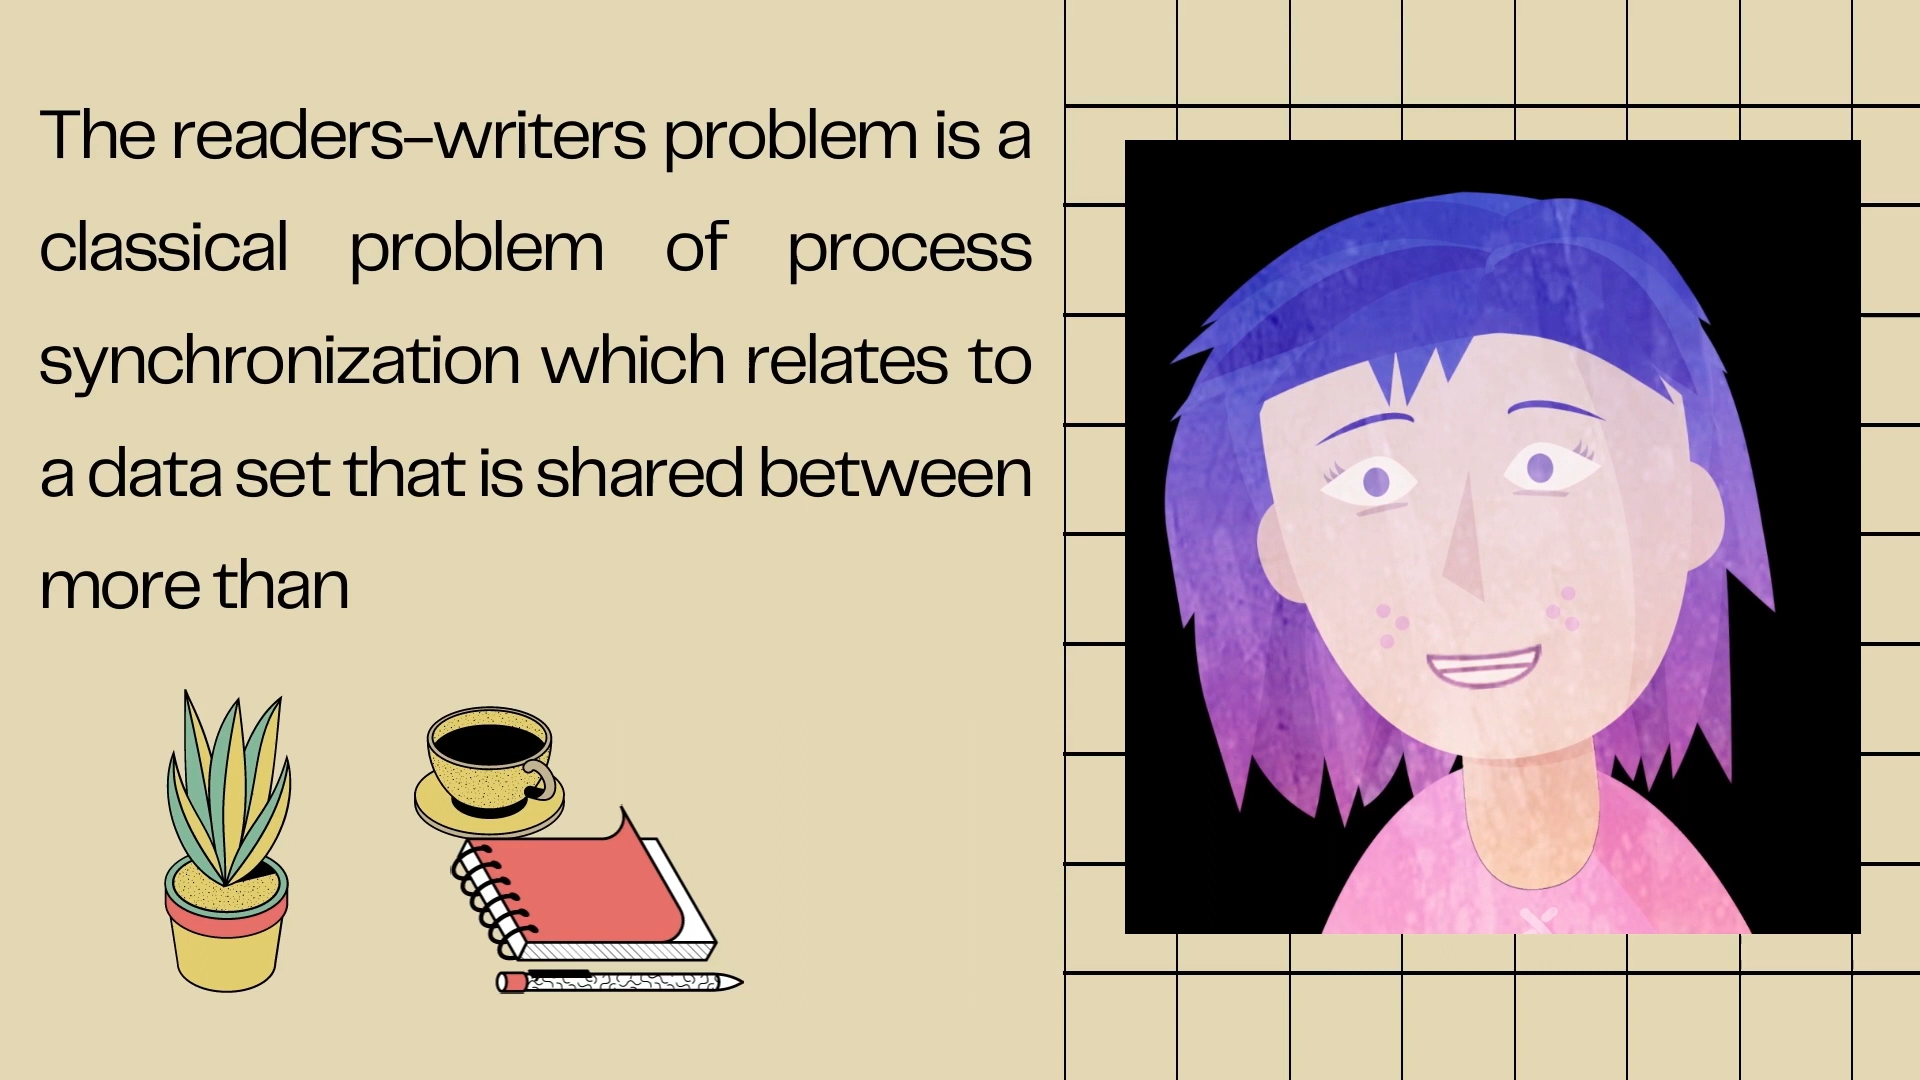 The readers–writers problem is a
classical problem of process
synchronization which relates to
a data set that is shared between
more than